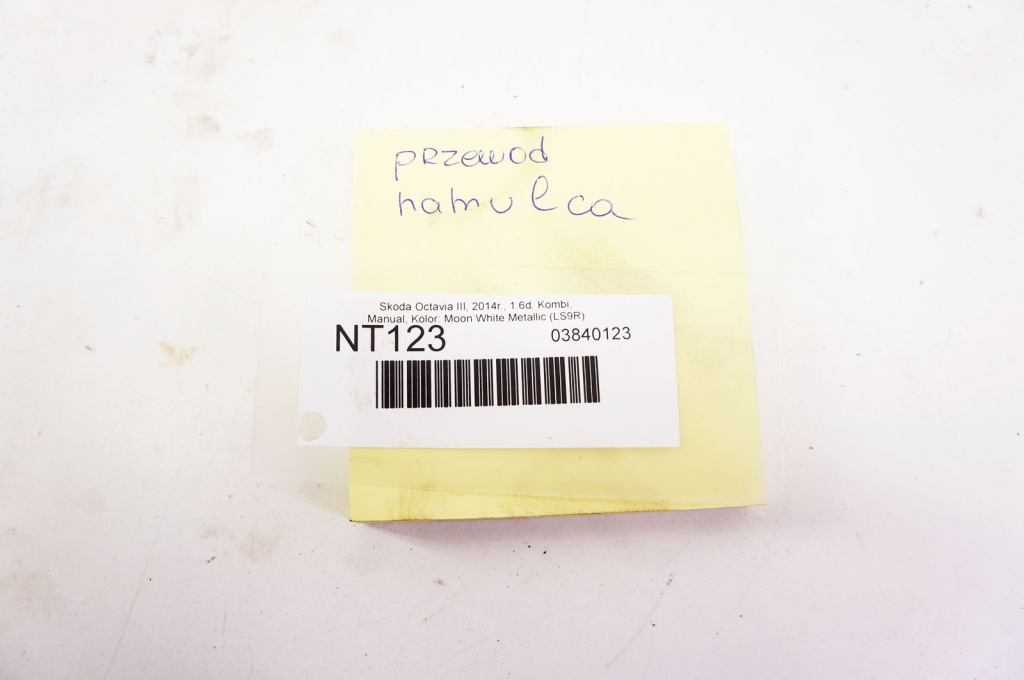 przewod
hamulca
Skoda Octavia III, 2014r., 1.6d. Kombi,
Manual, Kolor: Moon White Metallic (LS9R)
NT123 03840123